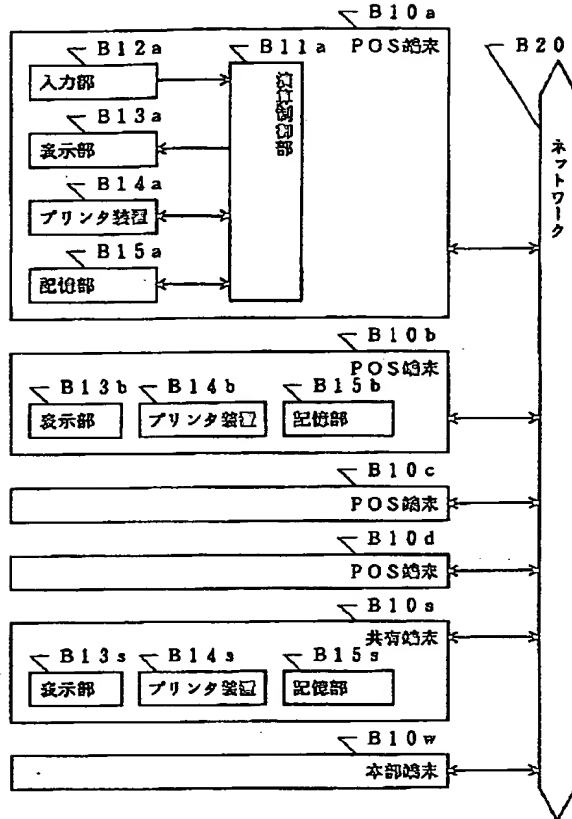 B10a
POS端末
B12a
入力部
B11a
演算制御部
B13a
表示部
B14a
プリンタ装置
B15a
記憶部
B20
ネットワーク
B10b
POS端末
B13b
表示部
B14b
プリンタ装置
B15b
記憶部
B10c
POS端末
B10d
POS端末
B10s
共有端末
B13s
表示部
B14s
プリンタ装置
B15s
記憶部
B10w
本部端末